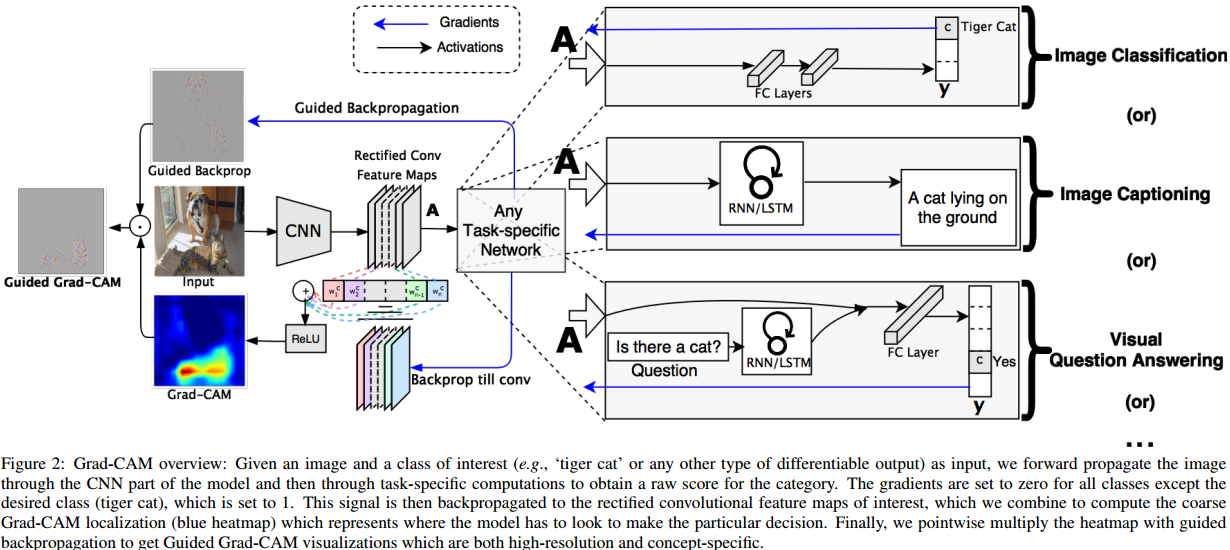 Gradients
Activations
A
Tiger Cat
c
FC Layers
y
Image Classification
(or)
Guided Backpropagation
Guided Backprop
Rectified Conv
Feature Maps
A
Any
Task-specific
Network
CNN
Input
Guided Grad-CAM
A
RNN/LSTM
A cat lying on
the ground
Image Captioning
(or)
+
w1c w2c wn-1c wnc
ReLU
Grad-CAM
Backprop till conv
A
Is there a cat?
Question
RNN/LSTM
FC Layer
c Yes
y
Visual
Question Answering
(or)
...
Figure 2: Grad-CAM overview: Given an image and a class of interest (e.g., ‘tiger cat’ or any other type of differentiable output) as input, we forward propagate the image
through the CNN part of the model and then through task-specific computations to obtain a raw score for the category. The gradients are set to zero for all classes except the
desired class (tiger cat), which is set to 1. This signal is then backpropagated to the rectified convolutional feature maps of interest, which we combine to compute the coarse
Grad-CAM localization (blue heatmap) which represents where the model has to look to make the particular decision. Finally, we pointwise multiply the heatmap with guided
backpropagation to get Guided Grad-CAM visualizations which are both high-resolution and concept-specific.